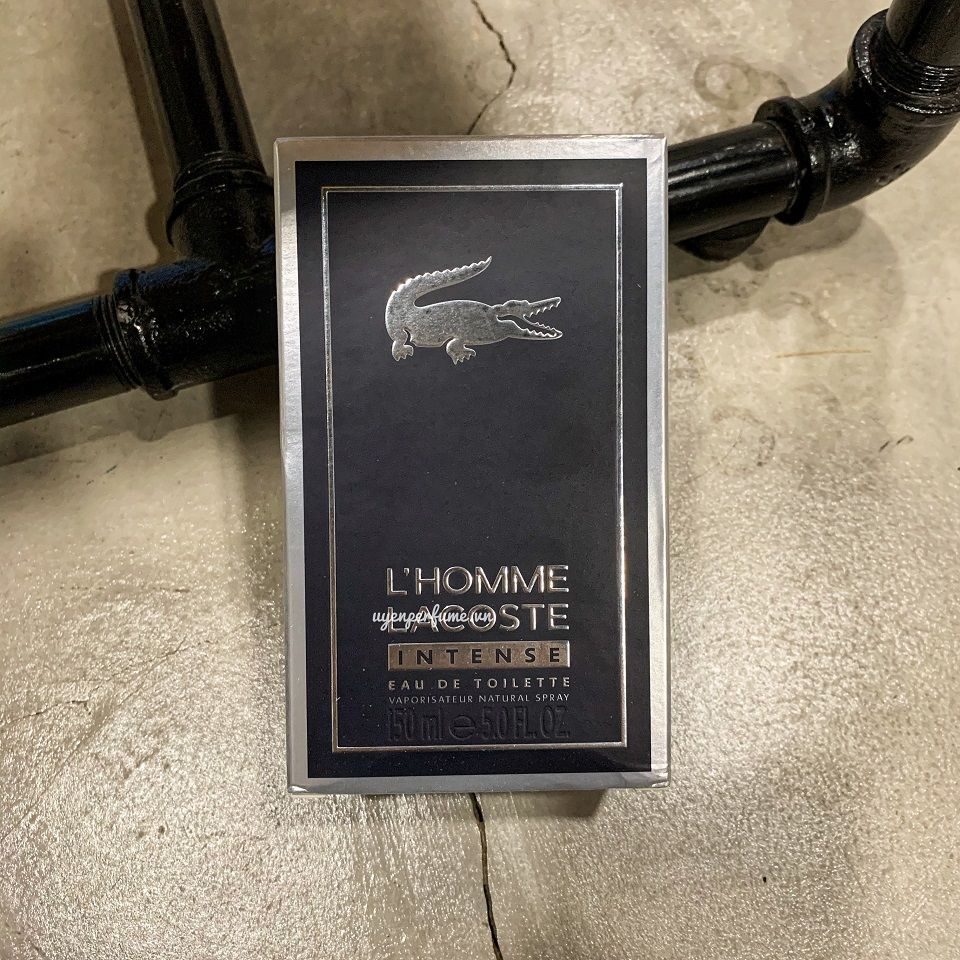 L'HOMME
LACOSTE
uyenperfume.vn
INTENSE
EAU DE TOILETTE
VAPORISATEUR NATURAL SPRAY
150 ml e 5.0 FL. OZ.